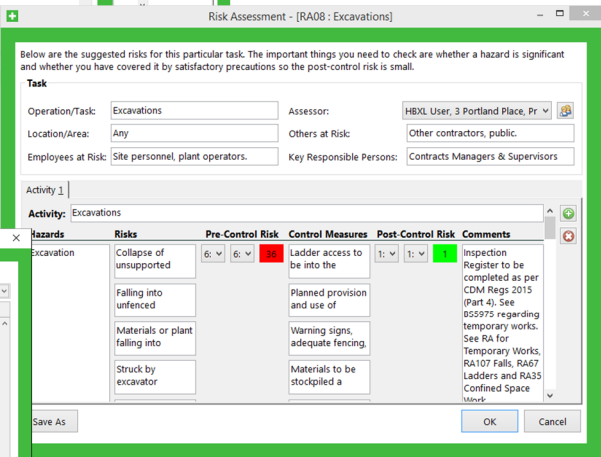 Risk Assessment - [RA08 : Excavations]
Below are the suggested risks for this particular task. The important things you need to check are whether a hazard is significant
and whether you have covered it by satisfactory precautions so the post-control risk is small.
Task
Operation/Task: Excavations Assessor: HBXL User, 3 Portland Place, Pr
Location/Area: Any Others at Risk: Other contractors, public.
Employees at Risk: Site personnel, plant operators. Key Responsible Persons: Contracts Managers & Supervisors
Activity 1
Activity: Excavations
Hazards Risks Pre-Control Risk Control Measures Post-Control Risk Comments
Excavation
Collapse of
unsupported
6: 6: 36
Ladder access to
be into the
1: 1: 1
Inspection
Register to be
completed as per
CDM Regs 2015
(Part 4). See
BS5975 regarding
temporary works.
See RA for
Temporary Works,
RA107 Falls, RA67
Ladders and RA35
Confined Space
Work
Falling into
unfenced
Planned provision
and use of
Materials or plant
falling into
Warning signs,
adequate fencing,
Struck by
excavator
Materials to be
stockpiled a
Save As OK Cancel